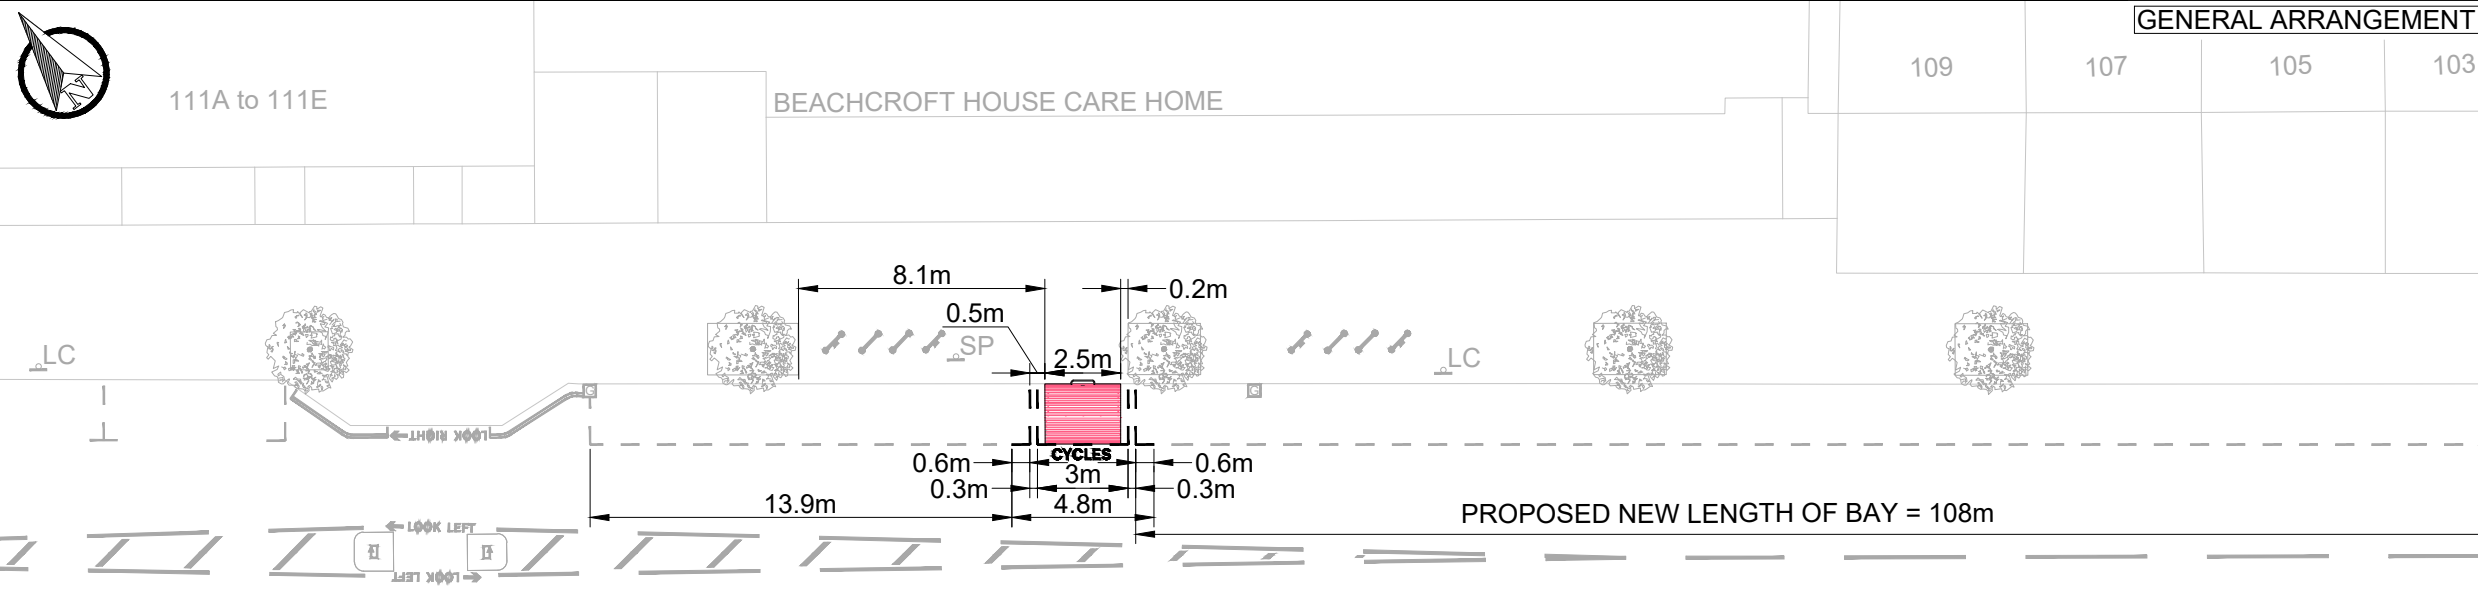 GENERAL ARRANGEMENT
N
111A to 111E
BEACHCROFT HOUSE CARE HOME
109
107
105
103
8.1m
0.2m
0.5m
LC
SP
2.5m
LC
G
G
LOOK RIGHT
CYCLES
0.6m
3m
0.6m
0.3m
0.3m
13.9m
4.8m
PROPOSED NEW LENGTH OF BAY = 108m
LOOK LEFT
LOOK LEFT